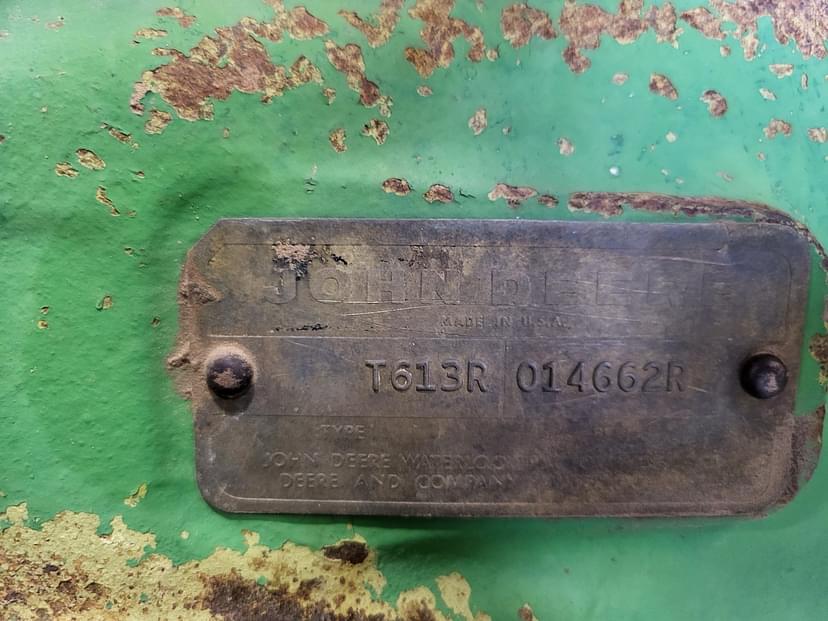 JOHN DEERE
MADE IN U.S.A.
T613R 014662R
TYPE
JOHN DEERE WATERLOO
DEERE AND COMPANY